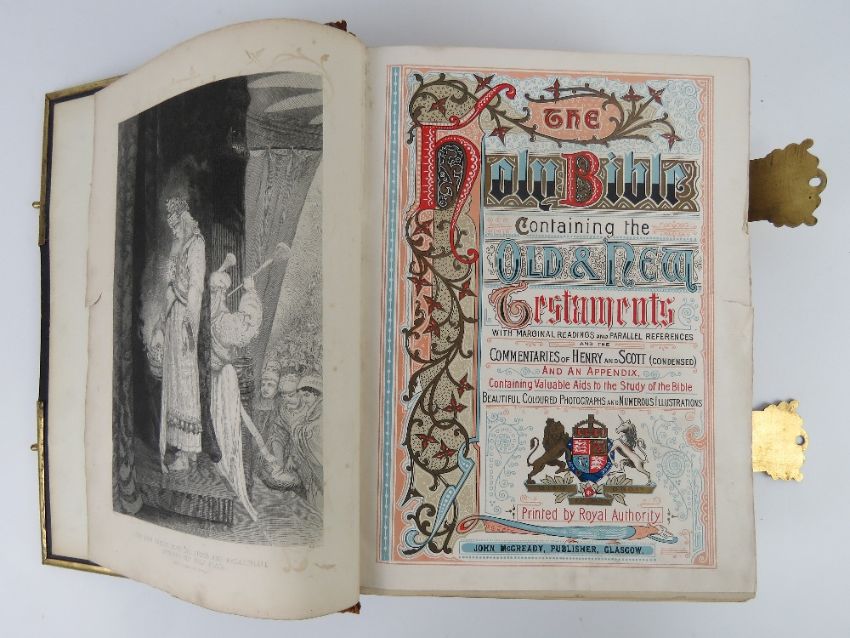 The
Holy Bible
Containing the
OLD & NEW
Testaments
WITH MARGINAL READINGS AND PARALLEL REFERENCES
AND THE
COMMENTARIES OF HENRY AND SCOTT (CONDENSED)
AND AN APPENDIX,
Containing Valuable Aids to the Study of the Bible
BEAUTIFUL COLOURED PHOTOGRAPHS AND NUMEROUS ILLUSTRATIONS
Printed by Royal Authority
JOHN McGREADY, PUBLISHER, GLASGOW.